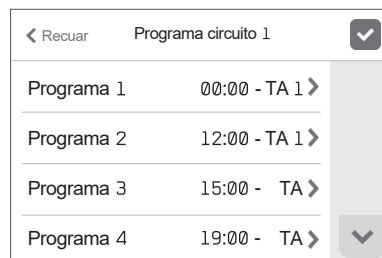 Recuar Programa circuito 1
Programa 1 00:00 - TA 1
Programa 2 12:00 - TA 1
Programa 3 15:00 - TA
Programa 4 19:00 - TA